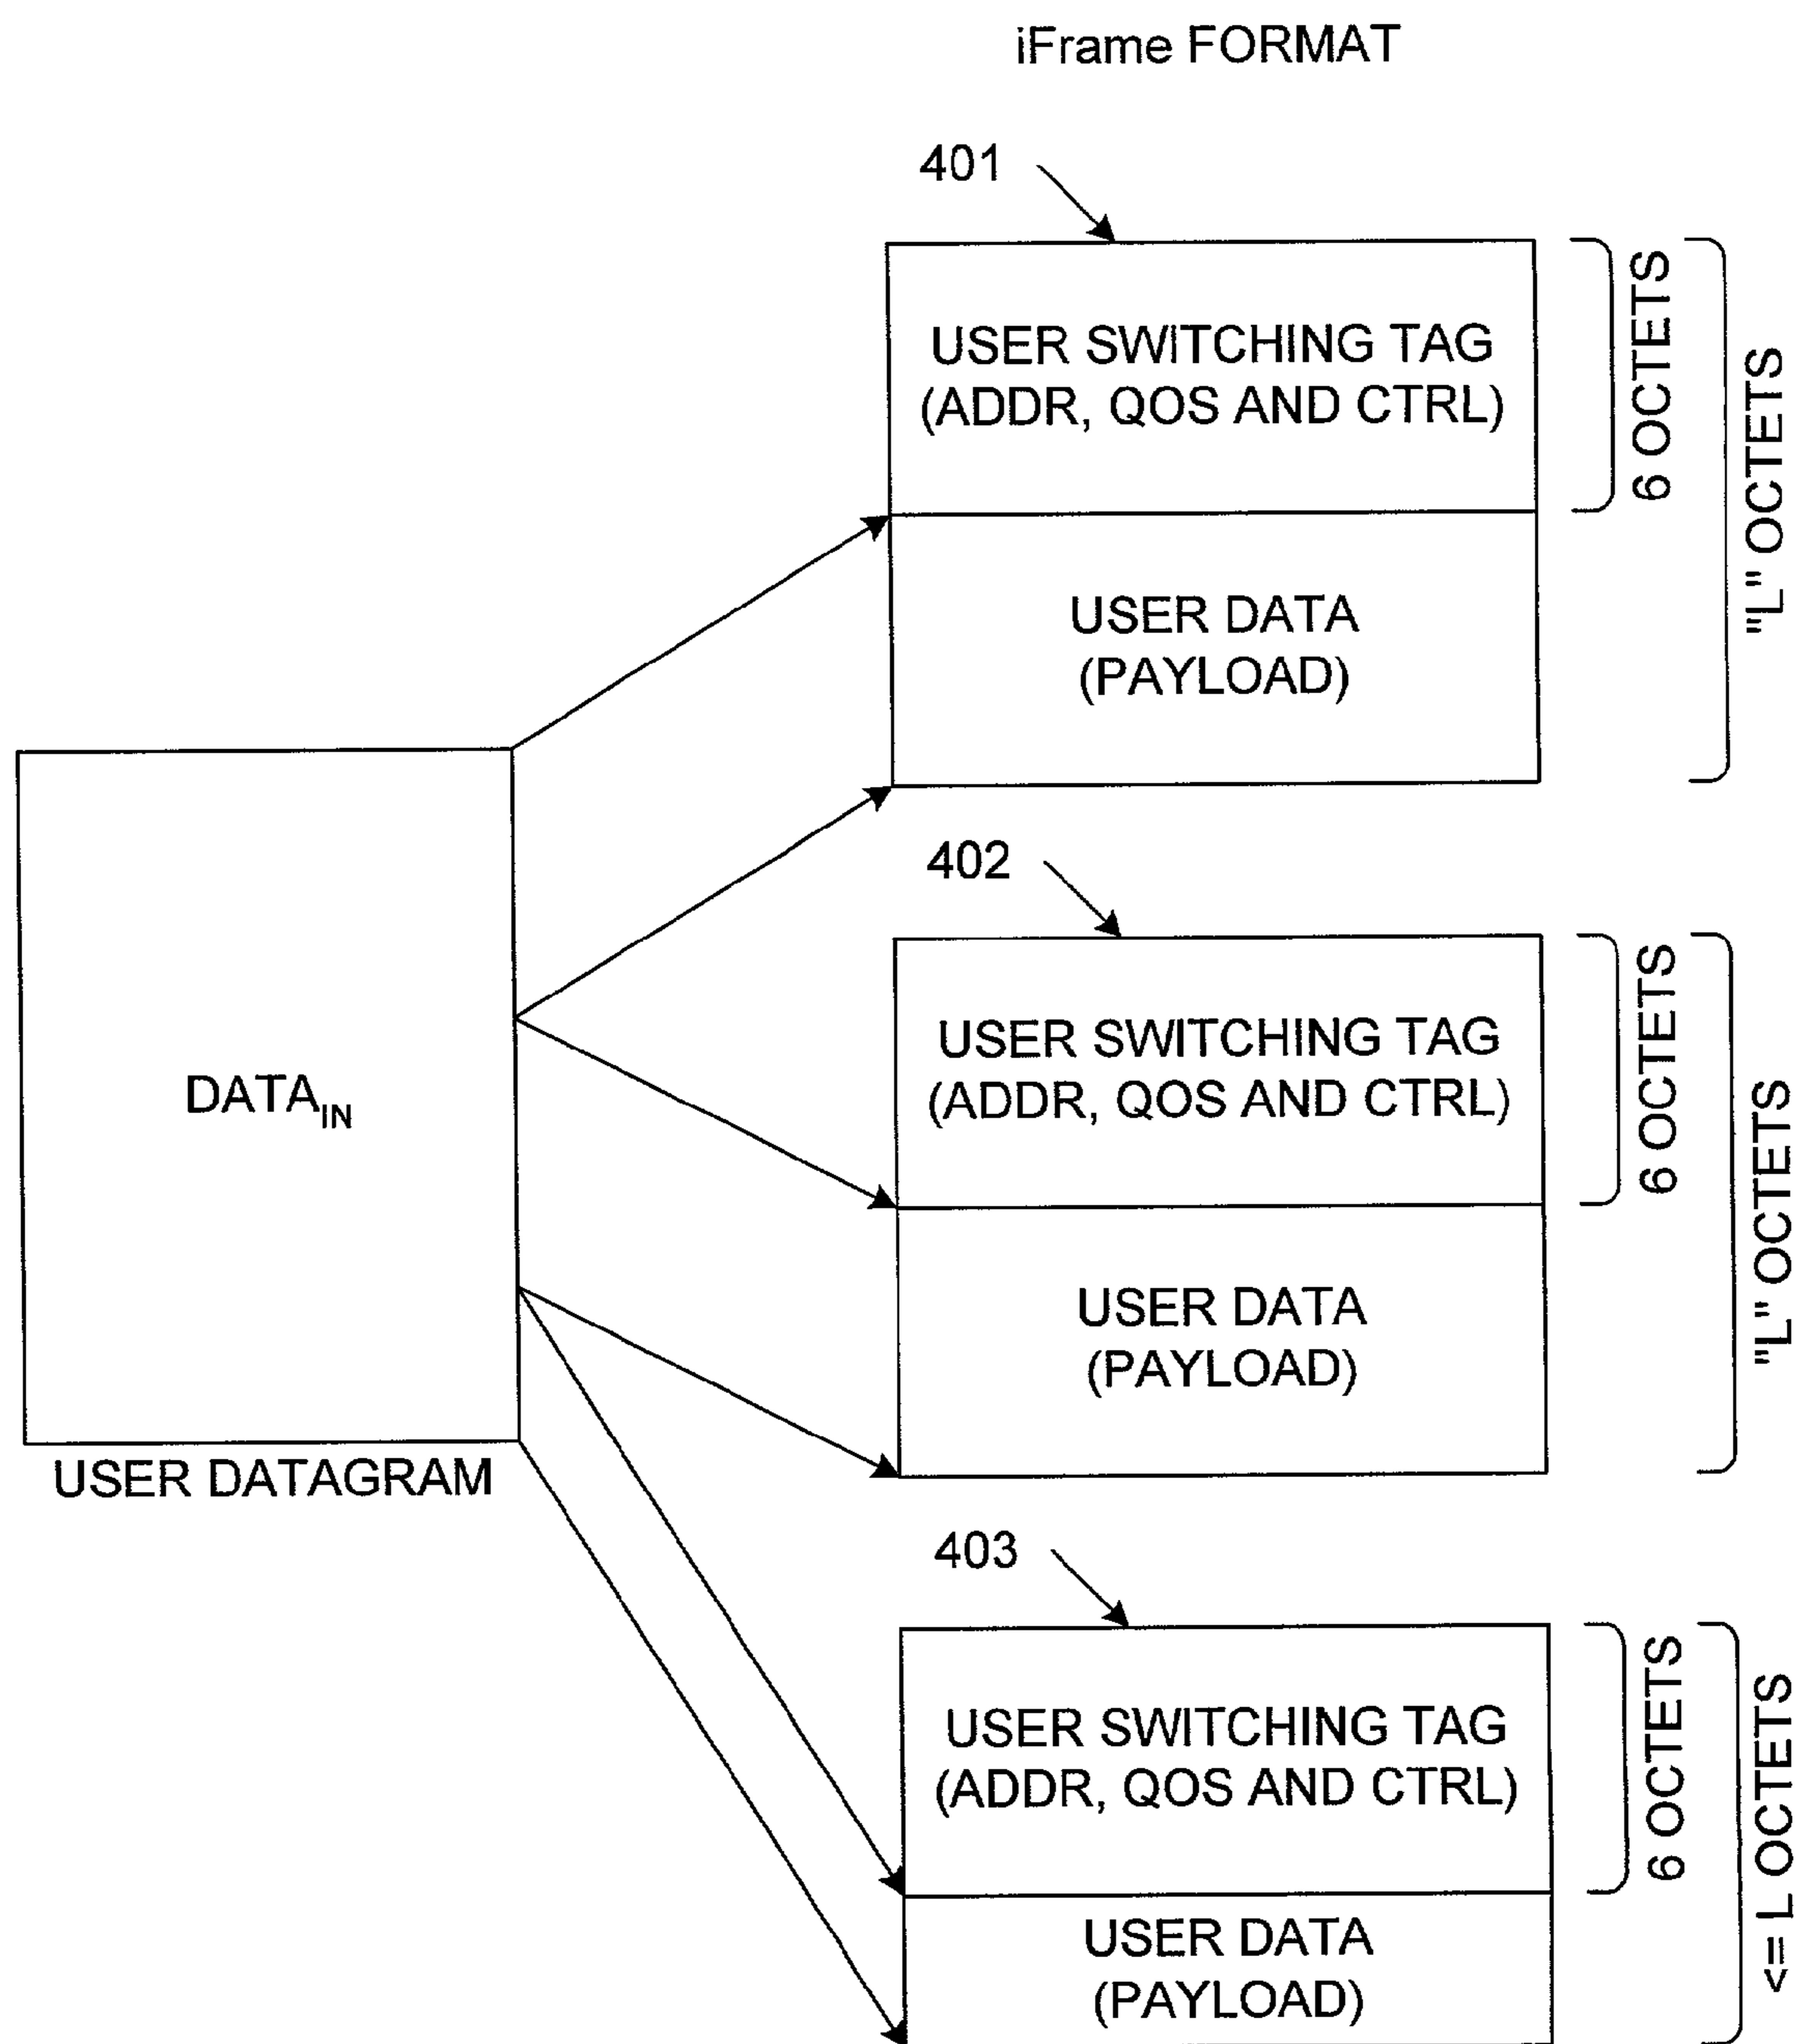 iFrame FORMAT
401
USER SWITCHING TAG
(ADDR, QOS AND CTRL)
6 OCTETS
"L" OCTETS
USER DATA
(PAYLOAD)
402
USER SWITCHING TAG
(ADDR, QOS AND CTRL)
6 OCTETS
"L" OCTETS
USER DATA
(PAYLOAD)
DATAIN
USER DATAGRAM
403
USER SWITCHING TAG
(ADDR, QOS AND CTRL)
6 OCTETS
<= L OCTETS
USER DATA
(PAYLOAD)